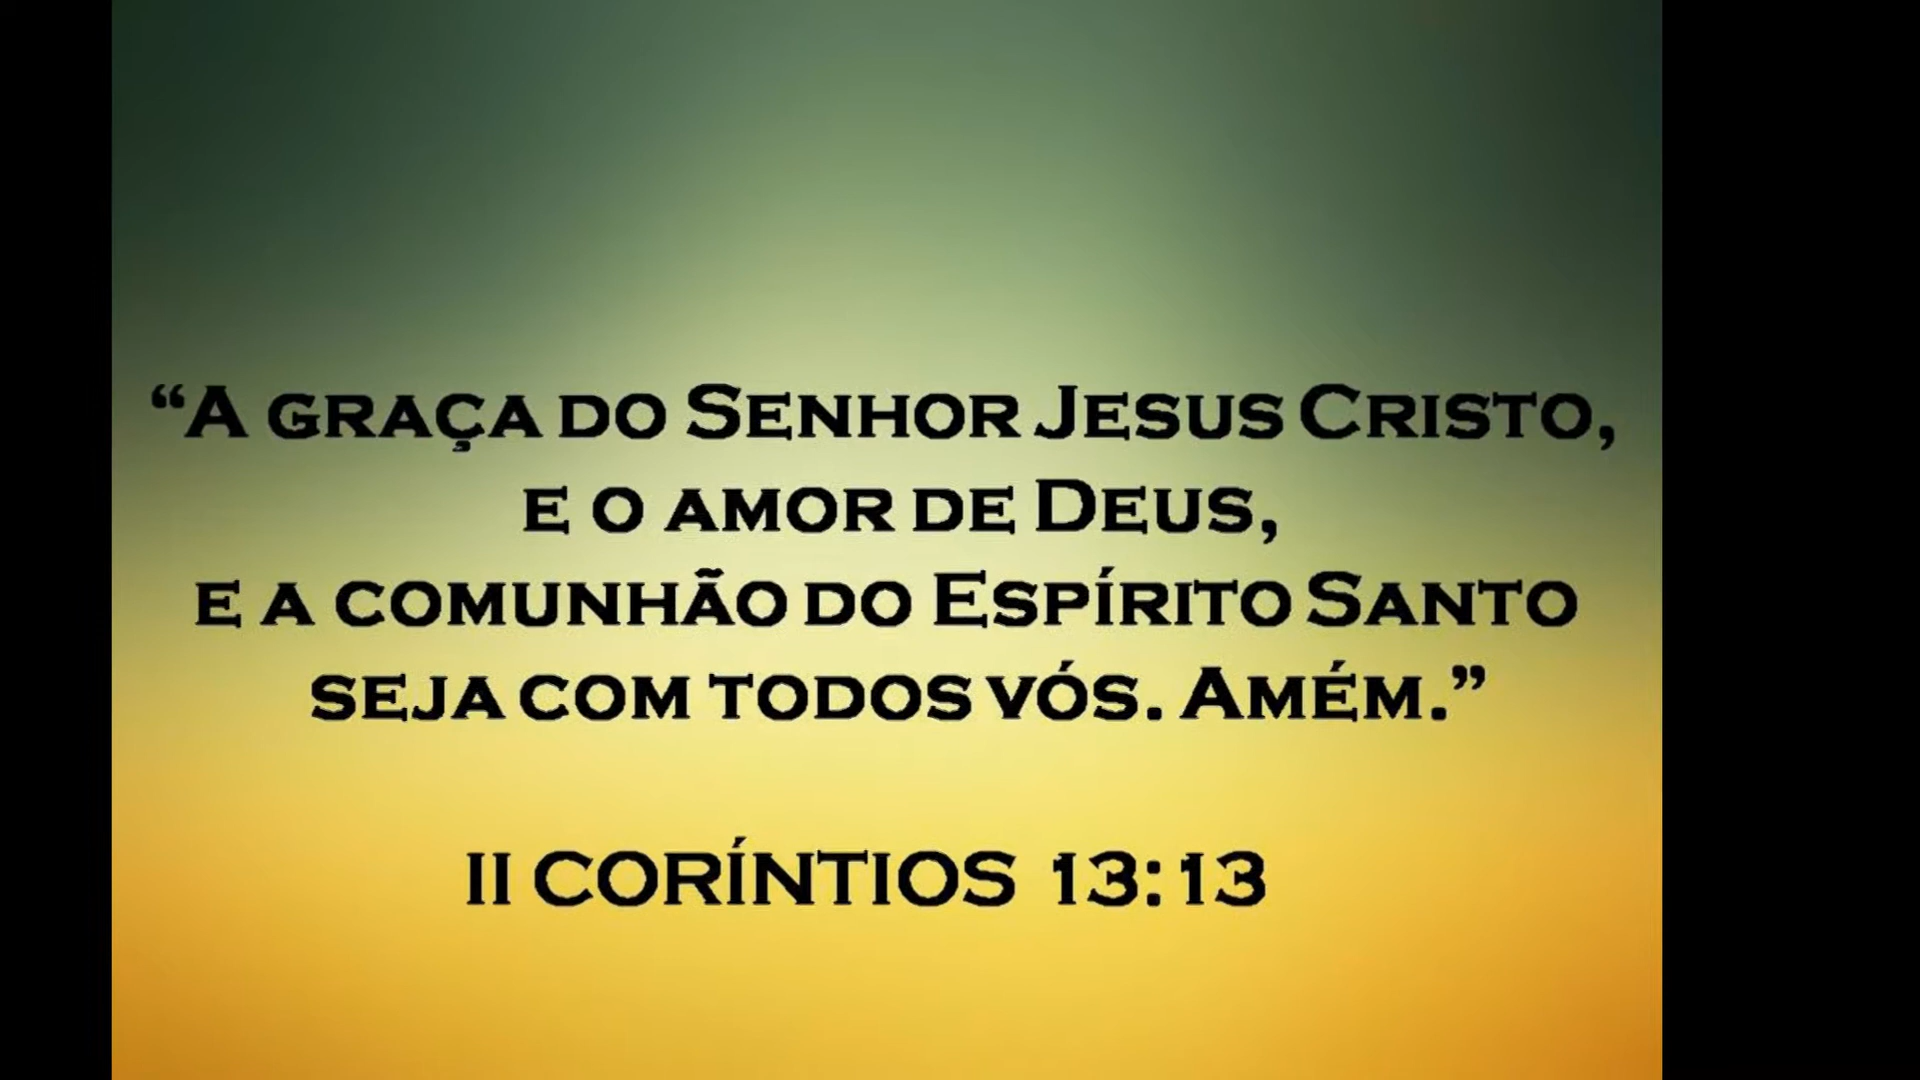 “A graça do Senhor Jesus Cristo,
e o amor de Deus,
e a comunhão do Espírito Santo
seja com todos vós. Amém.”
II CORÍNTIOS 13:13